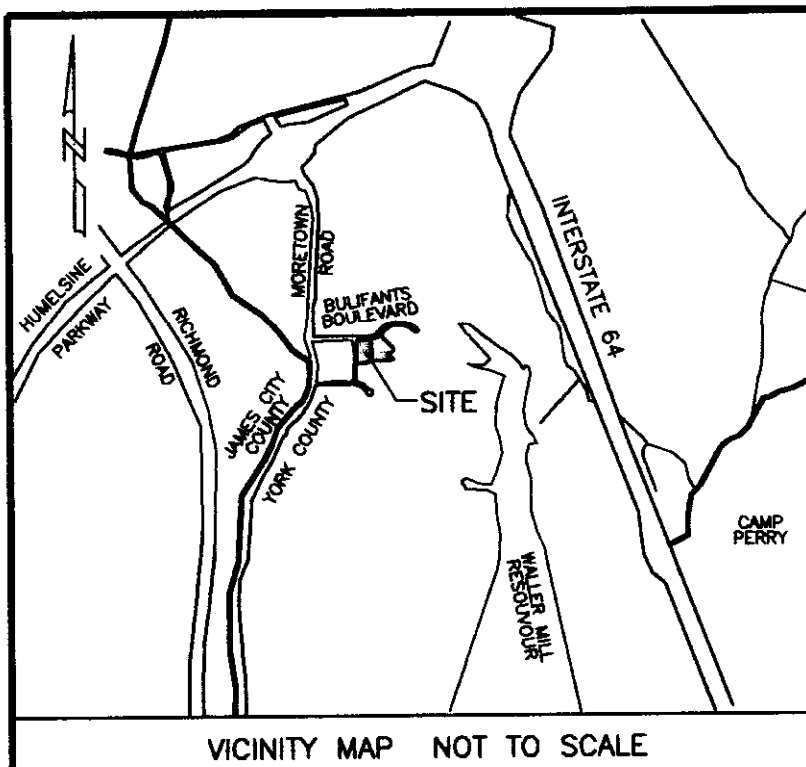 N
HUMELSINE
PARKWAY
RICHMOND
ROAD
MORETOWN
ROAD
BULIFANTS
BOULEVARD
INTERSTATE 64
SITE
JAMES CITY
COUNTY
YORK COUNTY
WALLER MILL
RESOUVOUR
CAMP
PERRY
VICINITY MAP NOT TO SCALE